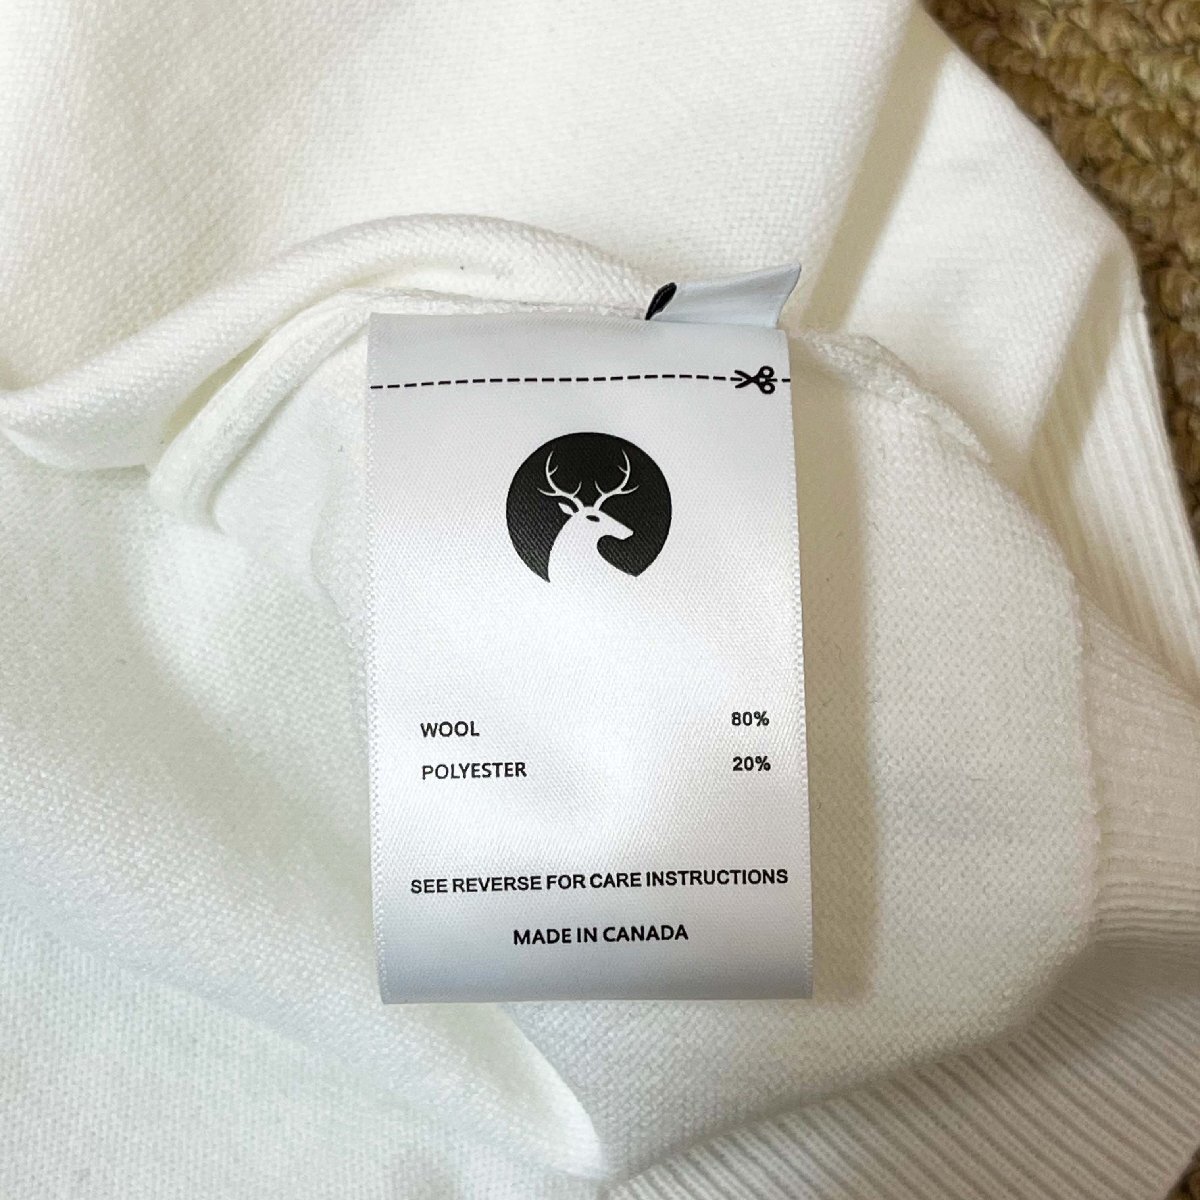 WOOL 80%
POLYESTER 20%
SEE REVERSE FOR CARE INSTRUCTIONS
MADE IN CANADA